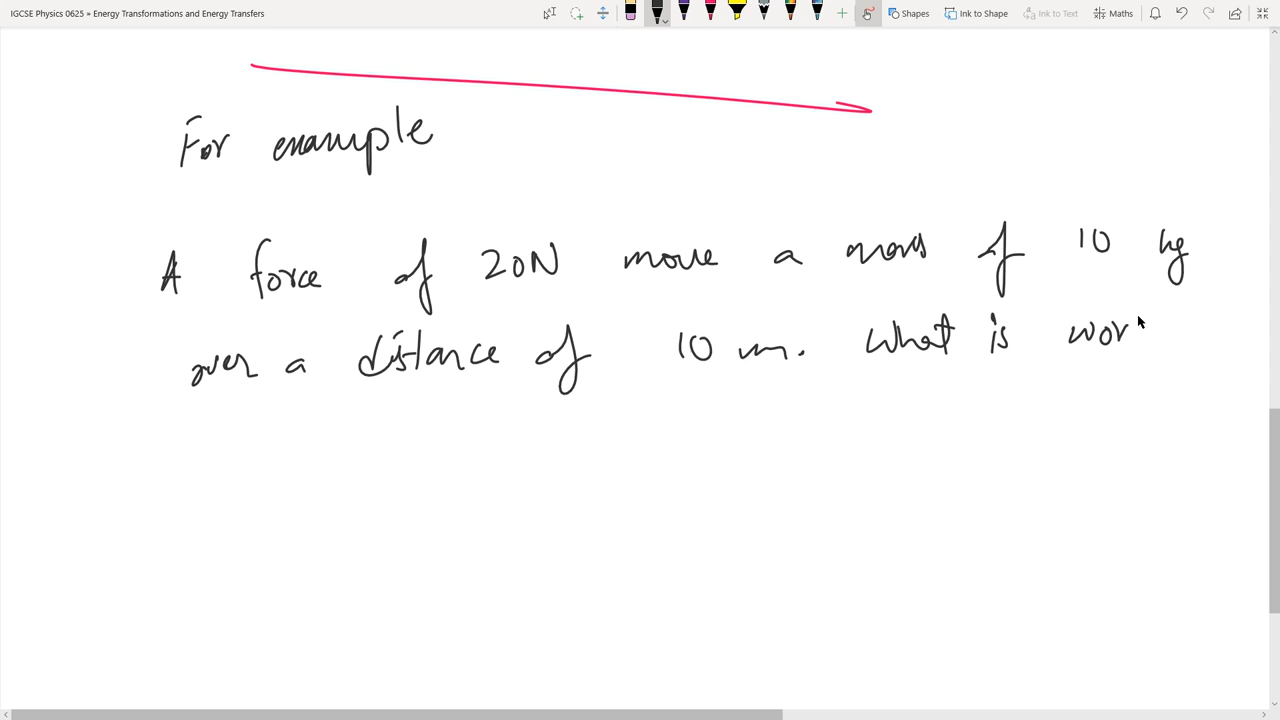 IGCSE Physics 0625 » Energy Transformations and Energy Transfers
Shapes
Ink to Shape
Ink to Text
Maths
For example
A force of 20N move a mass of 10 kg
over a distance of 10 m. What is wor